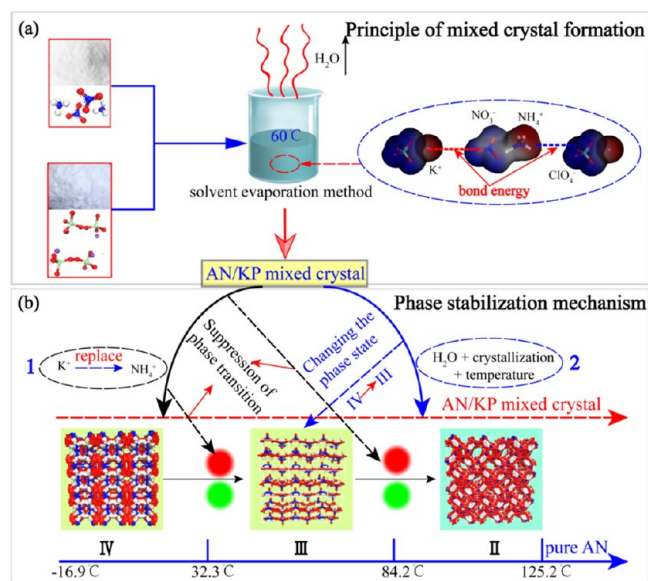 (a)
Principle of mixed crystal formation
H₂O
60℃
solvent evaporation method
NO₃⁻
NH₄⁺
K⁺
ClO₄⁻
bond energy
AN/KP mixed crystal
(b)
Phase stabilization mechanism
1
K⁺ replace NH₄⁺
Suppression of
phase transition
Changing the
phase state
IV III
H₂O + crystallization
+ temperature
2
AN/KP mixed crystal
IV
III
II
pure AN
-16.9℃
32.3℃
84.2℃
125.2℃